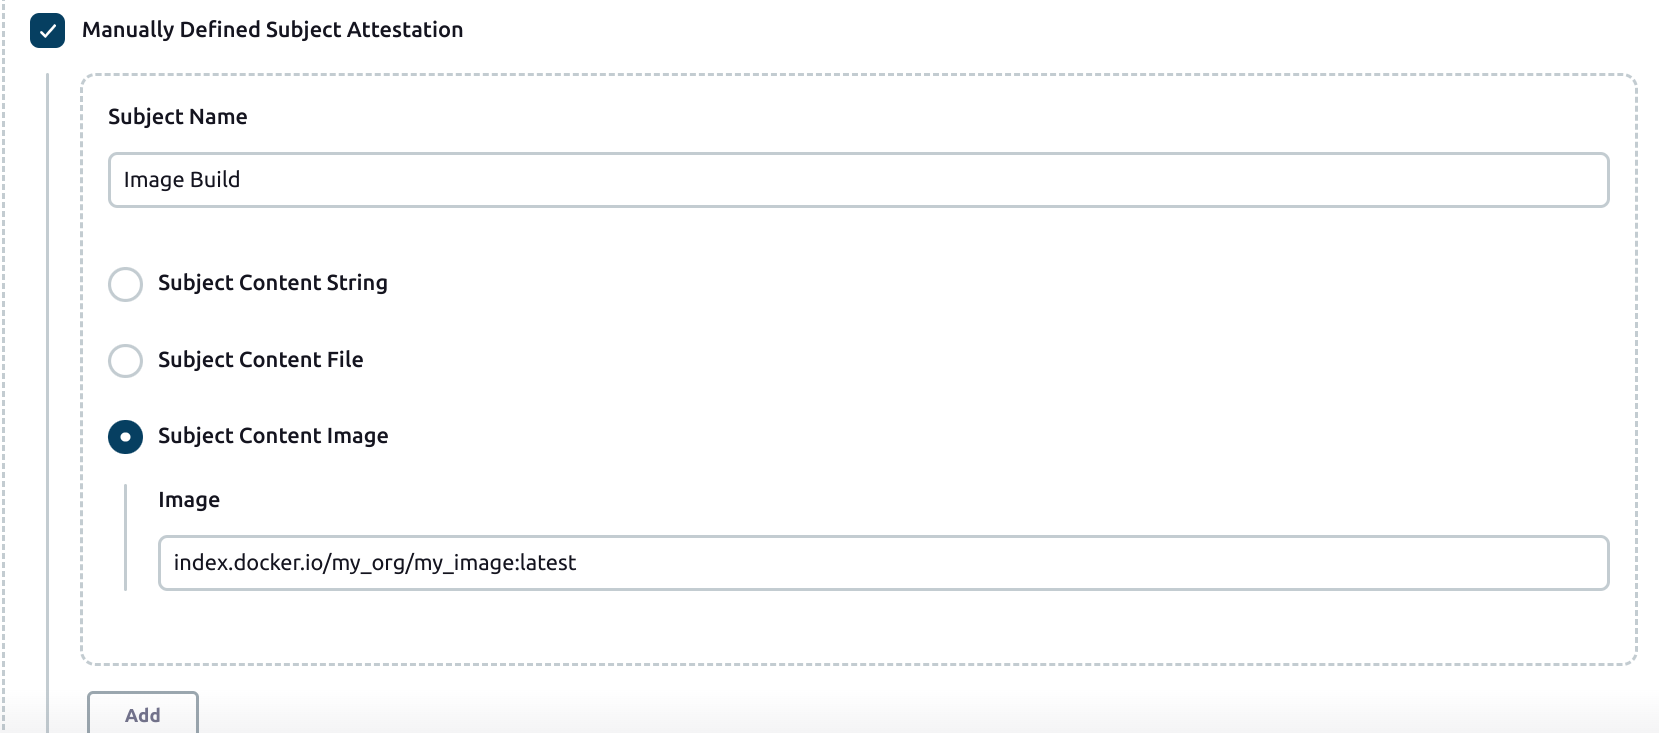 Manually Defined Subject Attestation
Subject Name
Image Build
Subject Content String
Subject Content File
Subject Content Image
Image
index.docker.io/my_org/my_image:latest
Add